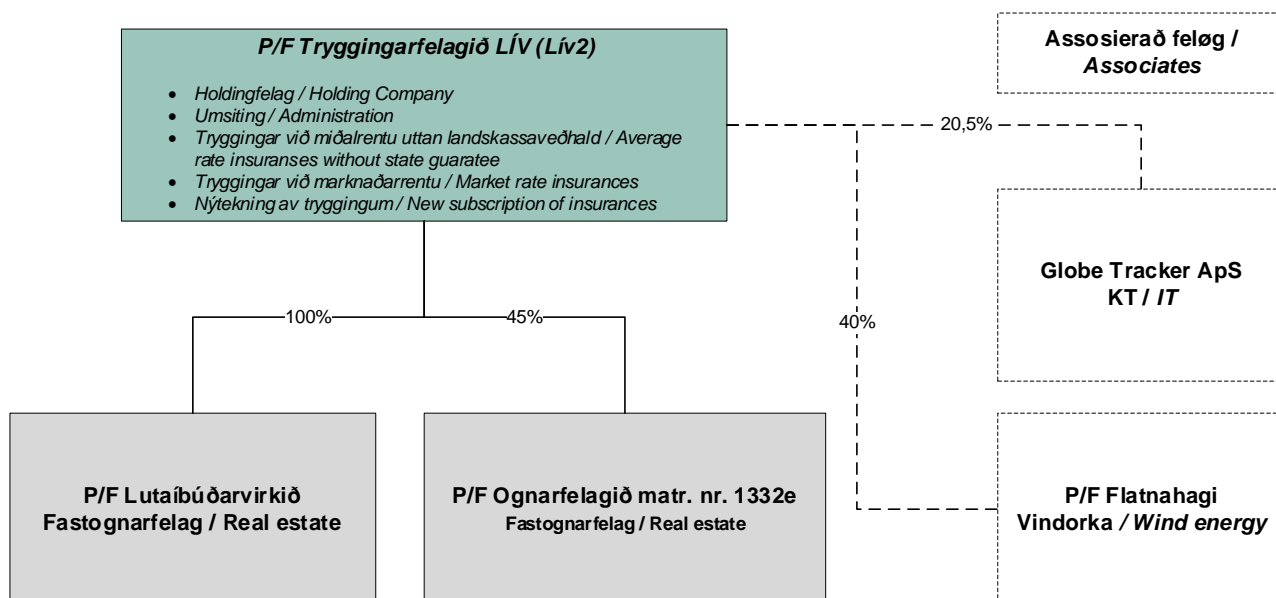 P/F Tryggingarfelagið LÍV (Lív2)
• Holdingfelag / Holding Company
• Umsiting / Administration
• Tryggingar við miðalrentu uttan landskassaveðhald / Average
rate insuranses without state guaratee
• Tryggingar við marknaðarrentu / Market rate insurances
• Nýtekning av tryggingum / New subscription of insurances
Assosierað feløg /
Associates
20,5%
Globe Tracker ApS
KT / IT
100%
45%
40%
P/F Lutaíbúðarvirkið
Fastognarfelag / Real estate
P/F Ognarfelagið matr. nr. 1332e
Fastognarfelag / Real estate
P/F Flatnahagi
Vindorka / Wind energy